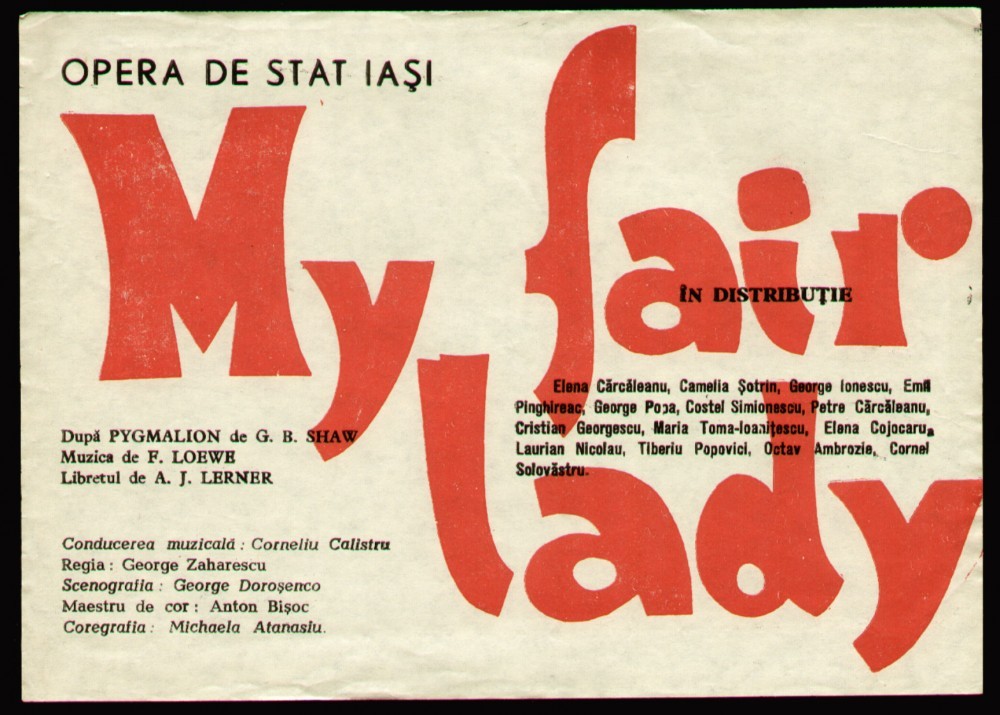 OPERA DE STAT IAŞI
My fair
lady
ÎN DISTRIBUŢIE
Elena Cărcăleanu, Camelia Şotrin, George Ionescu, Emil
Pinghireac, George Popa, Costel Simionescu, Petre Cărcăleanu,
Cristian Georgescu, Maria Toma-Ioaniţescu, Elena Cojocaru,
Laurian Nicolau, Tiberiu Popovici, Octav Ambrozie, Cornel
Solovăstru.
După PYGMALION de G. B. SHAW
Muzica de F. LOEWE
Libretul de A. J. LERNER
Conducerea muzicală : Corneliu Calistru
Regia : George Zaharescu
Scenografia : George Doroşenco
Maestru de cor : Anton Bişoc
Coregrafia : Michaela Atanasiu.